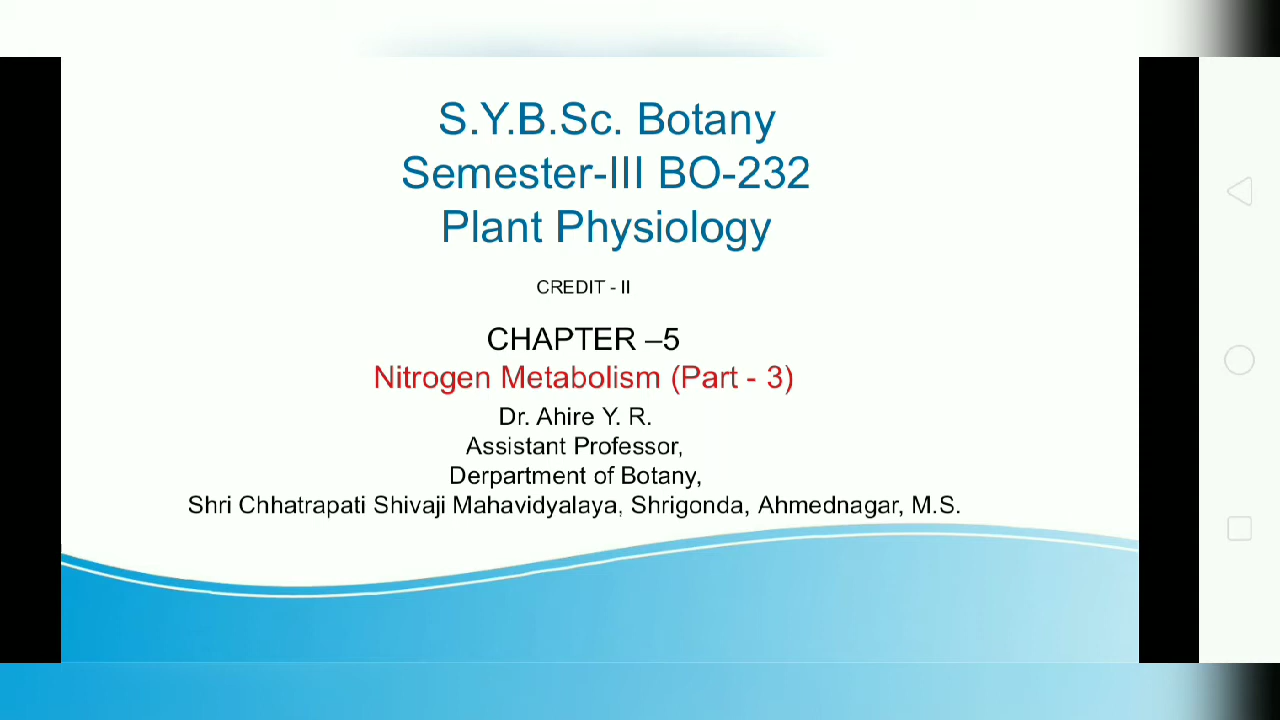 S.Y.B.Sc. Botany
Semester-III BO-232
Plant Physiology
CREDIT - II
CHAPTER –5
Nitrogen Metabolism (Part - 3)
Dr. Ahire Y. R.
Assistant Professor,
Derpartment of Botany,
Shri Chhatrapati Shivaji Mahavidyalaya, Shrigonda, Ahmednagar, M.S.